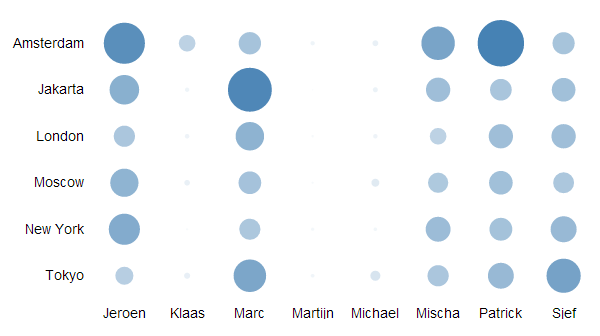 Amsterdam
Jakarta
London
Moscow
New York
Tokyo
Jeroen Klaas Marc Martijn Michael Mischa Patrick Sjef